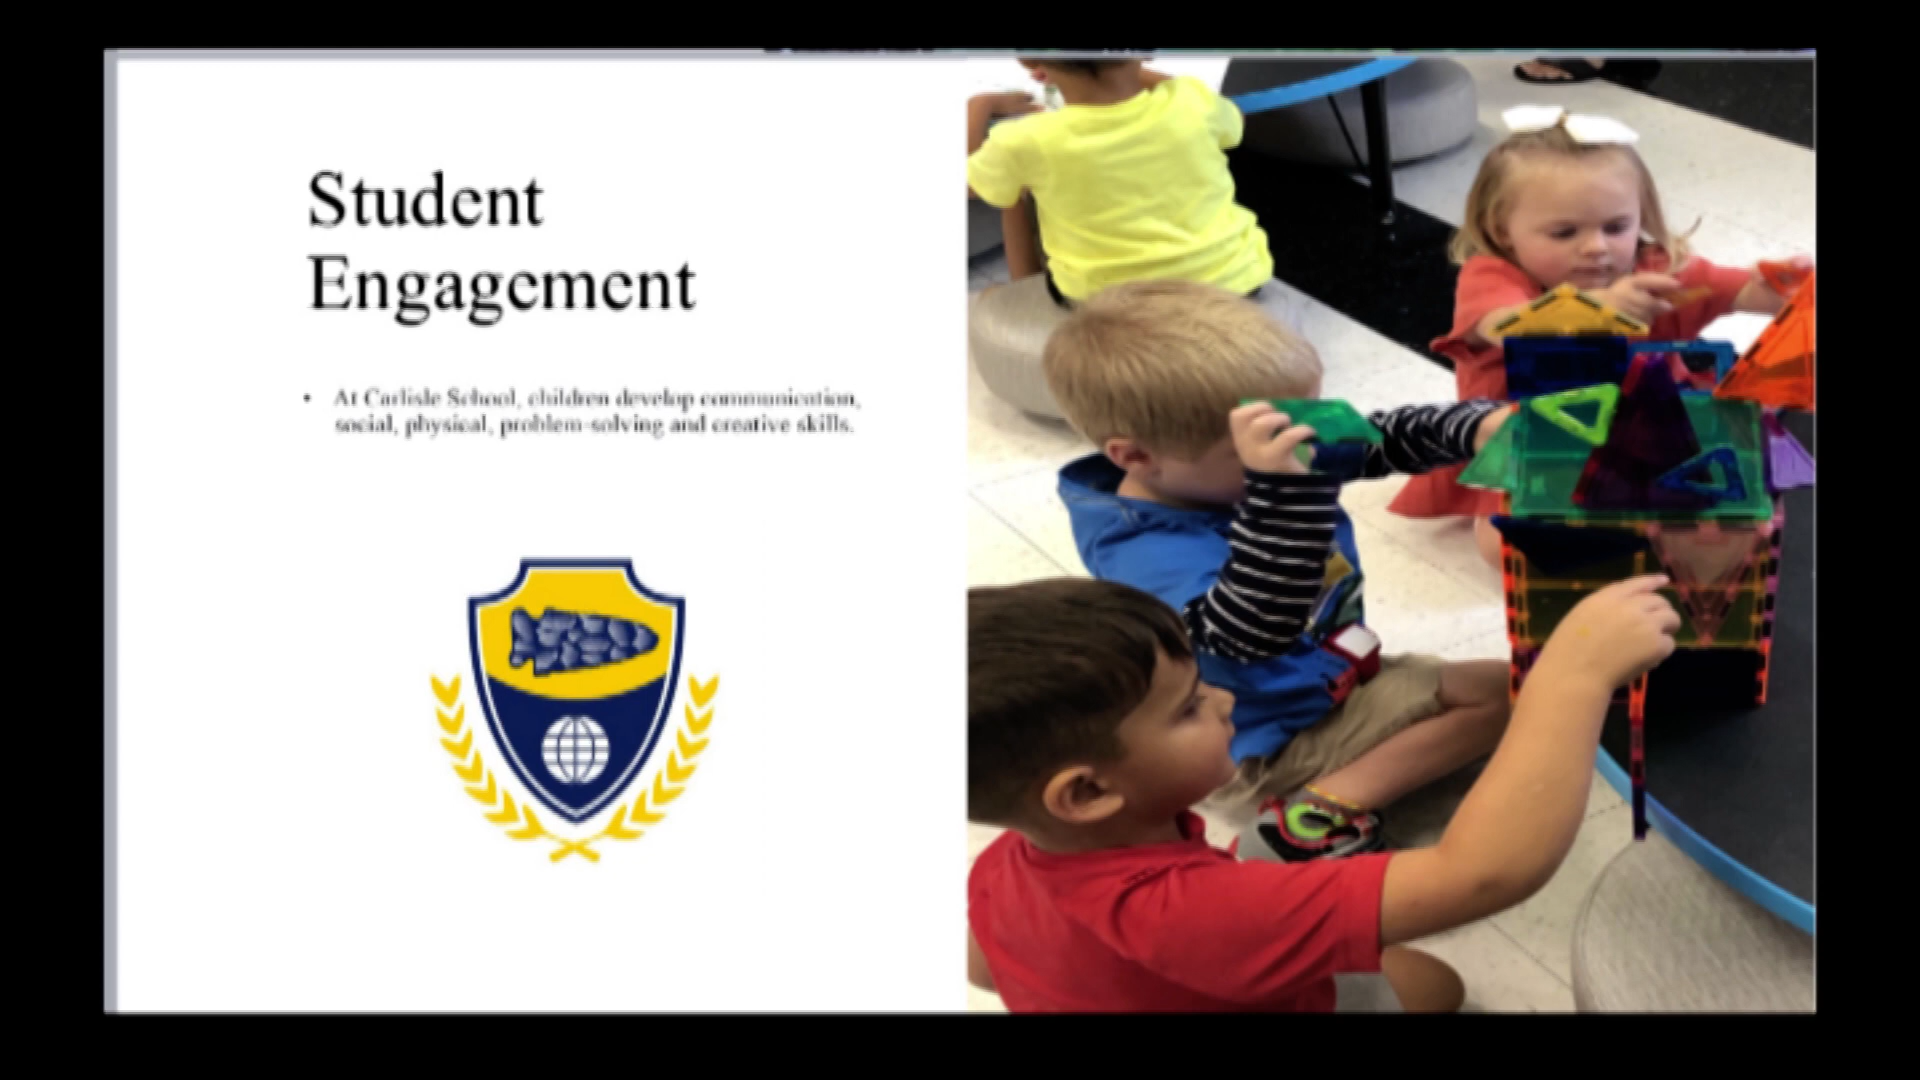 Student
Engagement
• At Carlisle School, children develop communication,
social, physical, problem-solving and creative skills.